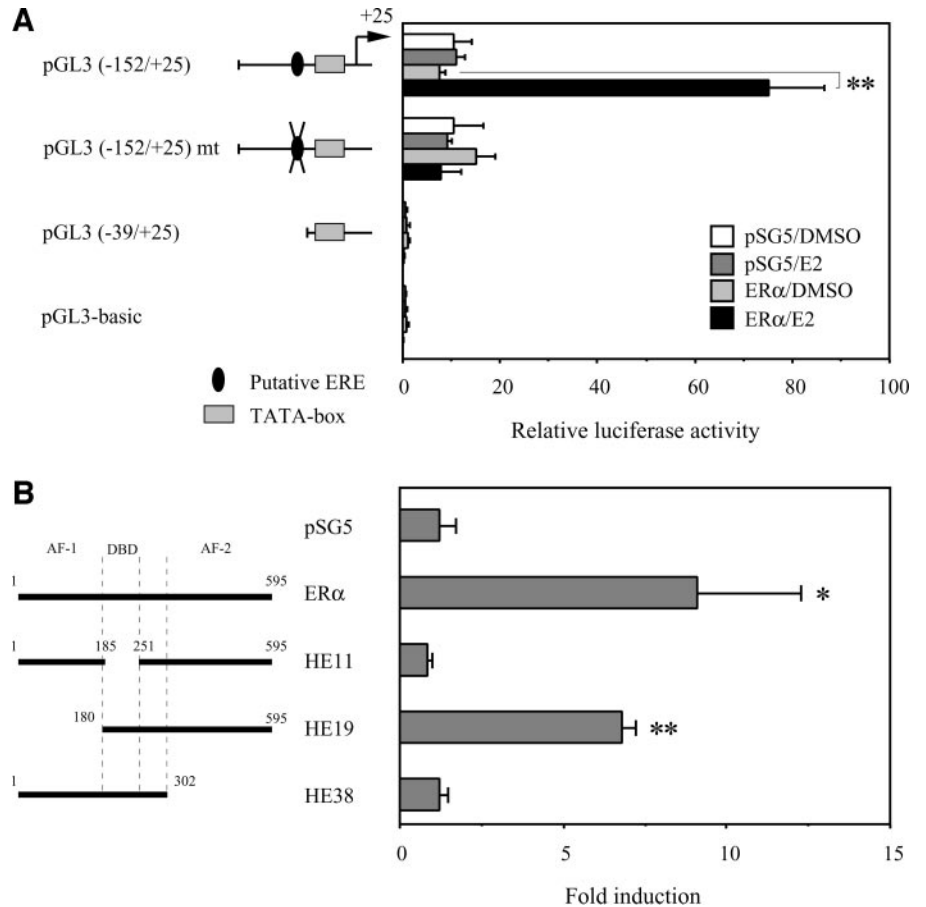 A
+25
pGL3 (-152/+25)
**
pGL3 (-152/+25) mt
pGL3 (-39/+25)
pGL3-basic
pSG5/DMSO
pSG5/E2
ERα/DMSO
ERα/E2
Putative ERE
TATA-box
0 20 40 60 80 100
Relative luciferase activity
B
AF-1 DBD AF-2
pSG5
1 595 ERα *
1 185 251 595 HE11
180 595 HE19 **
1 302 HE38
0 5 10 15
Fold induction